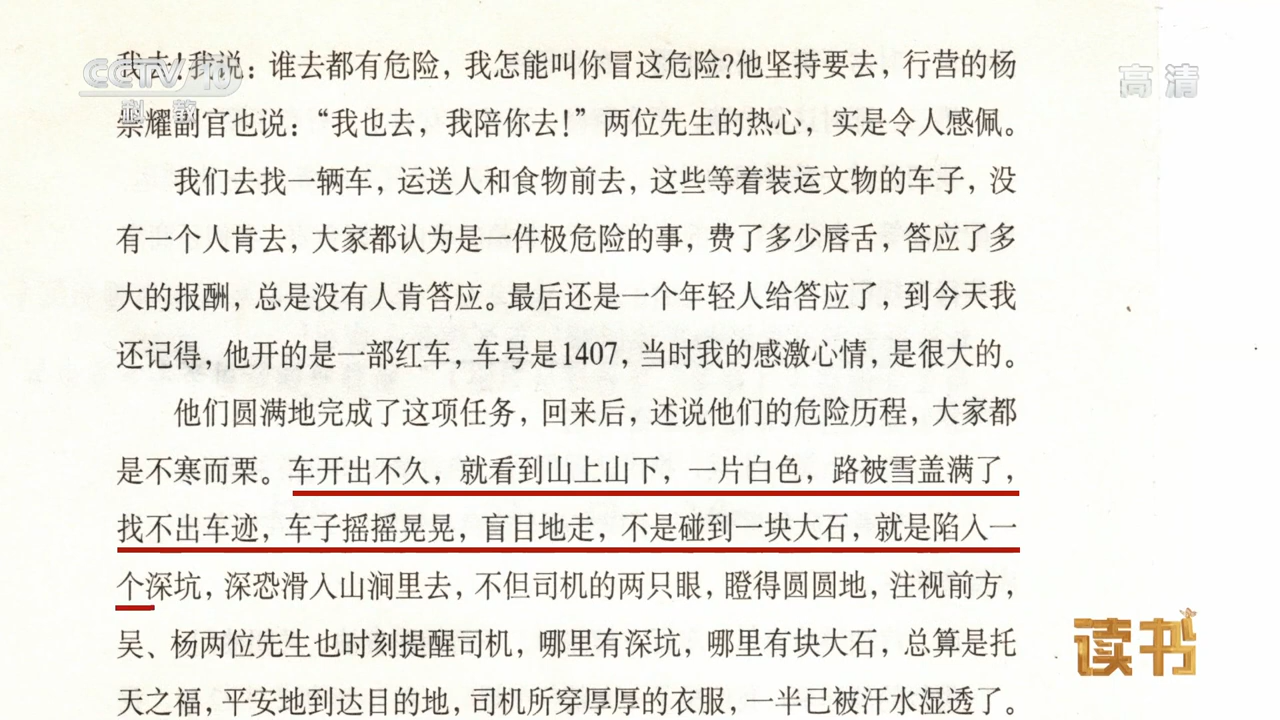 CCTV 10
科教
高清
我去！我说：谁去都有危险，我怎能叫你冒这危险?他坚持要去，行营的杨
崇耀副官也说：“我也去，我陪你去！”两位先生的热心，实是令人感佩。
我们去找一辆车，运送人和食物前去，这些等着装运文物的车子，没
有一个人肯去，大家都认为是一件极危险的事，费了多少唇舌，答应了多
大的报酬，总是没有人肯答应。最后还是一个年轻人给答应了，到今天我
还记得，他开的是一部红车，车号是1407，当时我的感激心情，是很大的。
他们圆满地完成了这项任务，回来后，述说他们的危险历程，大家都
是不寒而栗。车开出不久，就看到山上山下，一片白色，路被雪盖满了，
找不出车迹，车子摇摇晃晃，盲目地走，不是碰到一块大石，就是陷入一
个深坑，深恐滑入山涧里去，不但司机的两只眼，瞪得圆圆地，注视前方，
吴、杨两位先生也时刻提醒司机，哪里有深坑，哪里有块大石，总算是托
天之福，平安地到达目的地，司机所穿厚厚的衣服，一半已被汗水湿透了。
读书